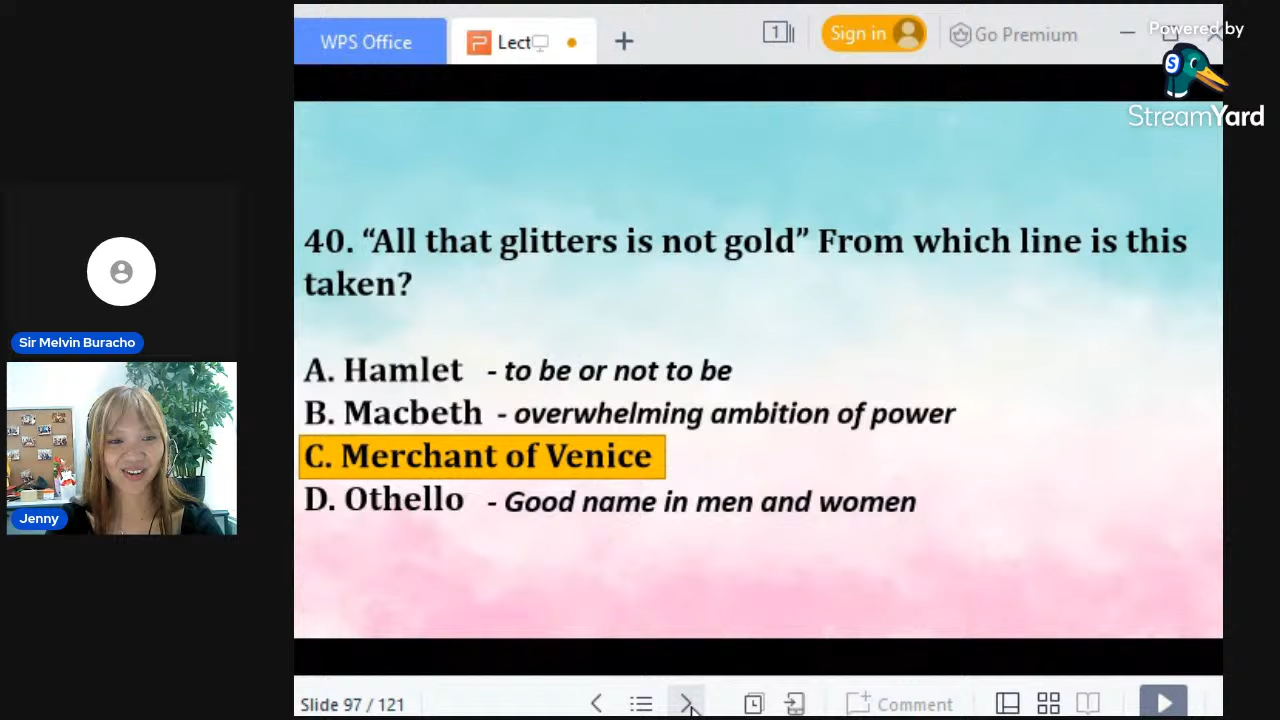 WPS Office
Lect
1
Sign in
Go Premium
Powered by
S
StreamYard
40. “All that glitters is not gold” From which line is this
taken?
A. Hamlet - to be or not to be
B. Macbeth - overwhelming ambition of power
C. Merchant of Venice
D. Othello - Good name in men and women
Sir Melvin Buracho
Jenny
Slide 97 / 121
Comment